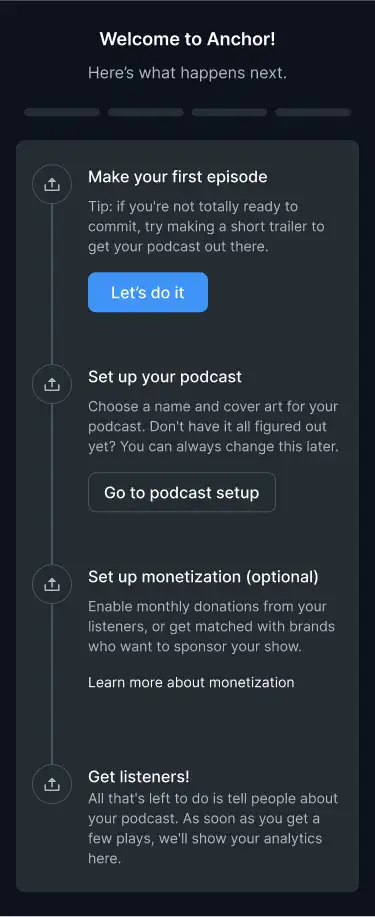 Welcome to Anchor!
Here’s what happens next.
Make your first episode
Tip: if you're not totally ready to
commit, try making a short trailer to
get your podcast out there.
Let’s do it
Set up your podcast
Choose a name and cover art for your
podcast. Don't have it all figured out
yet? You can always change this later.
Go to podcast setup
Set up monetization (optional)
Enable monthly donations from your
listeners, or get matched with brands
who want to sponsor your show.
Learn more about monetization
Get listeners!
All that's left to do is tell people about
your podcast. As soon as you get a
few plays, we'll show your analytics
here.